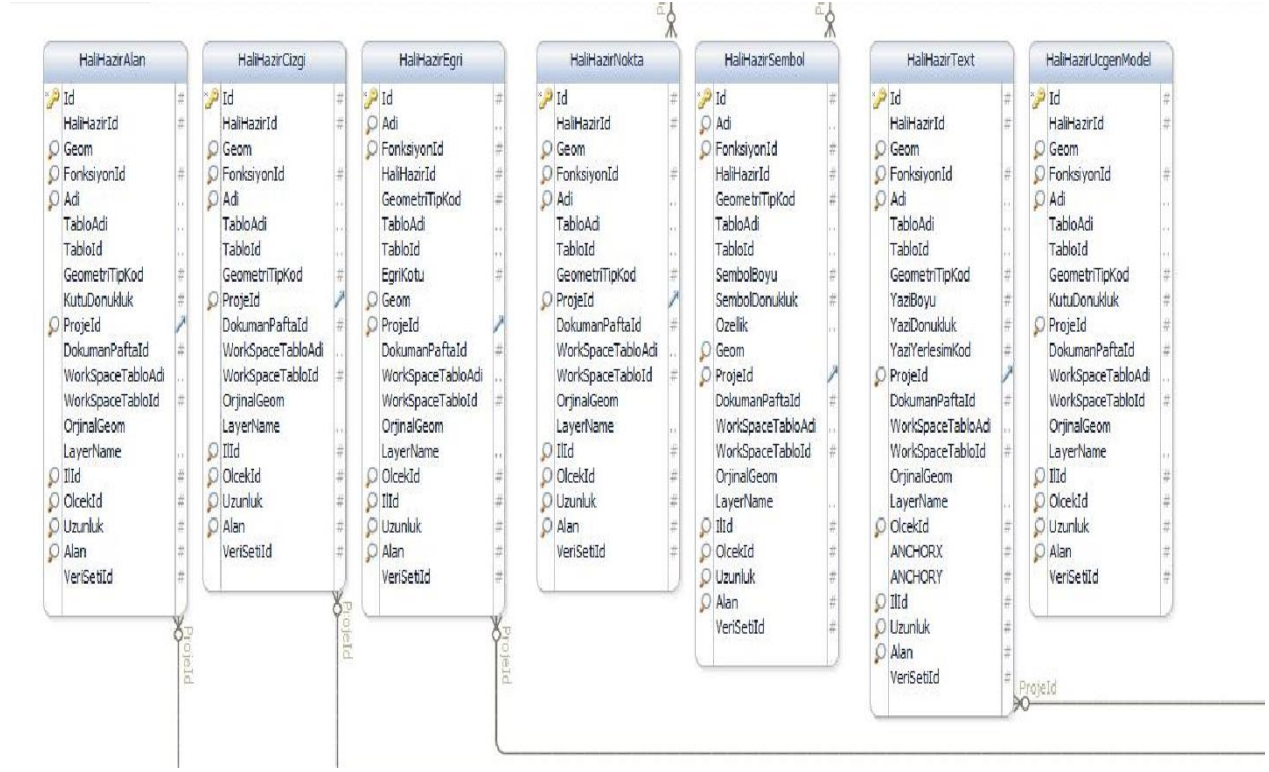 HaliHazirAlan
Id
HaliHazirId
Geom
FonksiyonId
Adi
TabloAdi
TabloId
GeometriTipKod
KutuDonukluk
ProjeId
DokumanPaftaId
WorkSpaceTabloAdi
WorkSpaceTabloId
OrjinalGeom
LayerName
IlId
OlcekId
Uzunluk
Alan
VeriSetiId
ProjeId
HaliHazirCizgi
Id
HaliHazirId
Geom
FonksiyonId
Adi
TabloAdi
TabloId
GeometriTipKod
ProjeId
DokumanPaftaId
WorkSpaceTabloAdi
WorkSpaceTabloId
OrjinalGeom
LayerName
IlId
OlcekId
Uzunluk
Alan
VeriSetiId
ProjeId
HaliHazirEgri
Id
Adi
FonksiyonId
HaliHazirId
GeometriTipKod
TabloAdi
TabloId
EgriKotu
Geom
ProjeId
DokumanPaftaId
WorkSpaceTabloAdi
WorkSpaceTabloId
OrjinalGeom
LayerName
OlcekId
IlId
Uzunluk
Alan
VeriSetiId
ProjeId
HaliHazirNokta
Id
HaliHazirId
Geom
FonksiyonId
Adi
TabloAdi
TabloId
GeometriTipKod
ProjeId
DokumanPaftaId
WorkSpaceTabloAdi
WorkSpaceTabloId
OrjinalGeom
LayerName
IlId
OlcekId
Uzunluk
Alan
VeriSetiId
HaliHazirSembol
Id
Adi
FonksiyonId
HaliHazirId
GeometriTipKod
TabloAdi
TabloId
SembolBoyu
SembolDonukluk
Ozellik
Geom
ProjeId
DokumanPaftaId
WorkSpaceTabloAdi
WorkSpaceTabloId
OrjinalGeom
LayerName
IlId
OlcekId
Uzunluk
Alan
VeriSetiId
HaliHazirText
Id
HaliHazirId
Geom
FonksiyonId
Adi
TabloAdi
TabloId
GeometriTipKod
YaziBoyu
YaziDonukluk
YaziYerlesimKod
ProjeId
DokumanPaftaId
WorkSpaceTabloAdi
WorkSpaceTabloId
OrjinalGeom
LayerName
OlcekId
ANCHORX
ANCHORY
IlId
Uzunluk
Alan
VeriSetiId
ProjeId
HaliHazirUcgenModel
Id
HaliHazirId
Geom
FonksiyonId
Adi
TabloAdi
TabloId
GeometriTipKod
KutuDonukluk
ProjeId
DokumanPaftaId
WorkSpaceTabloAdi
WorkSpaceTabloId
OrjinalGeom
LayerName
IlId
OlcekId
Uzunluk
Alan
VeriSetiId